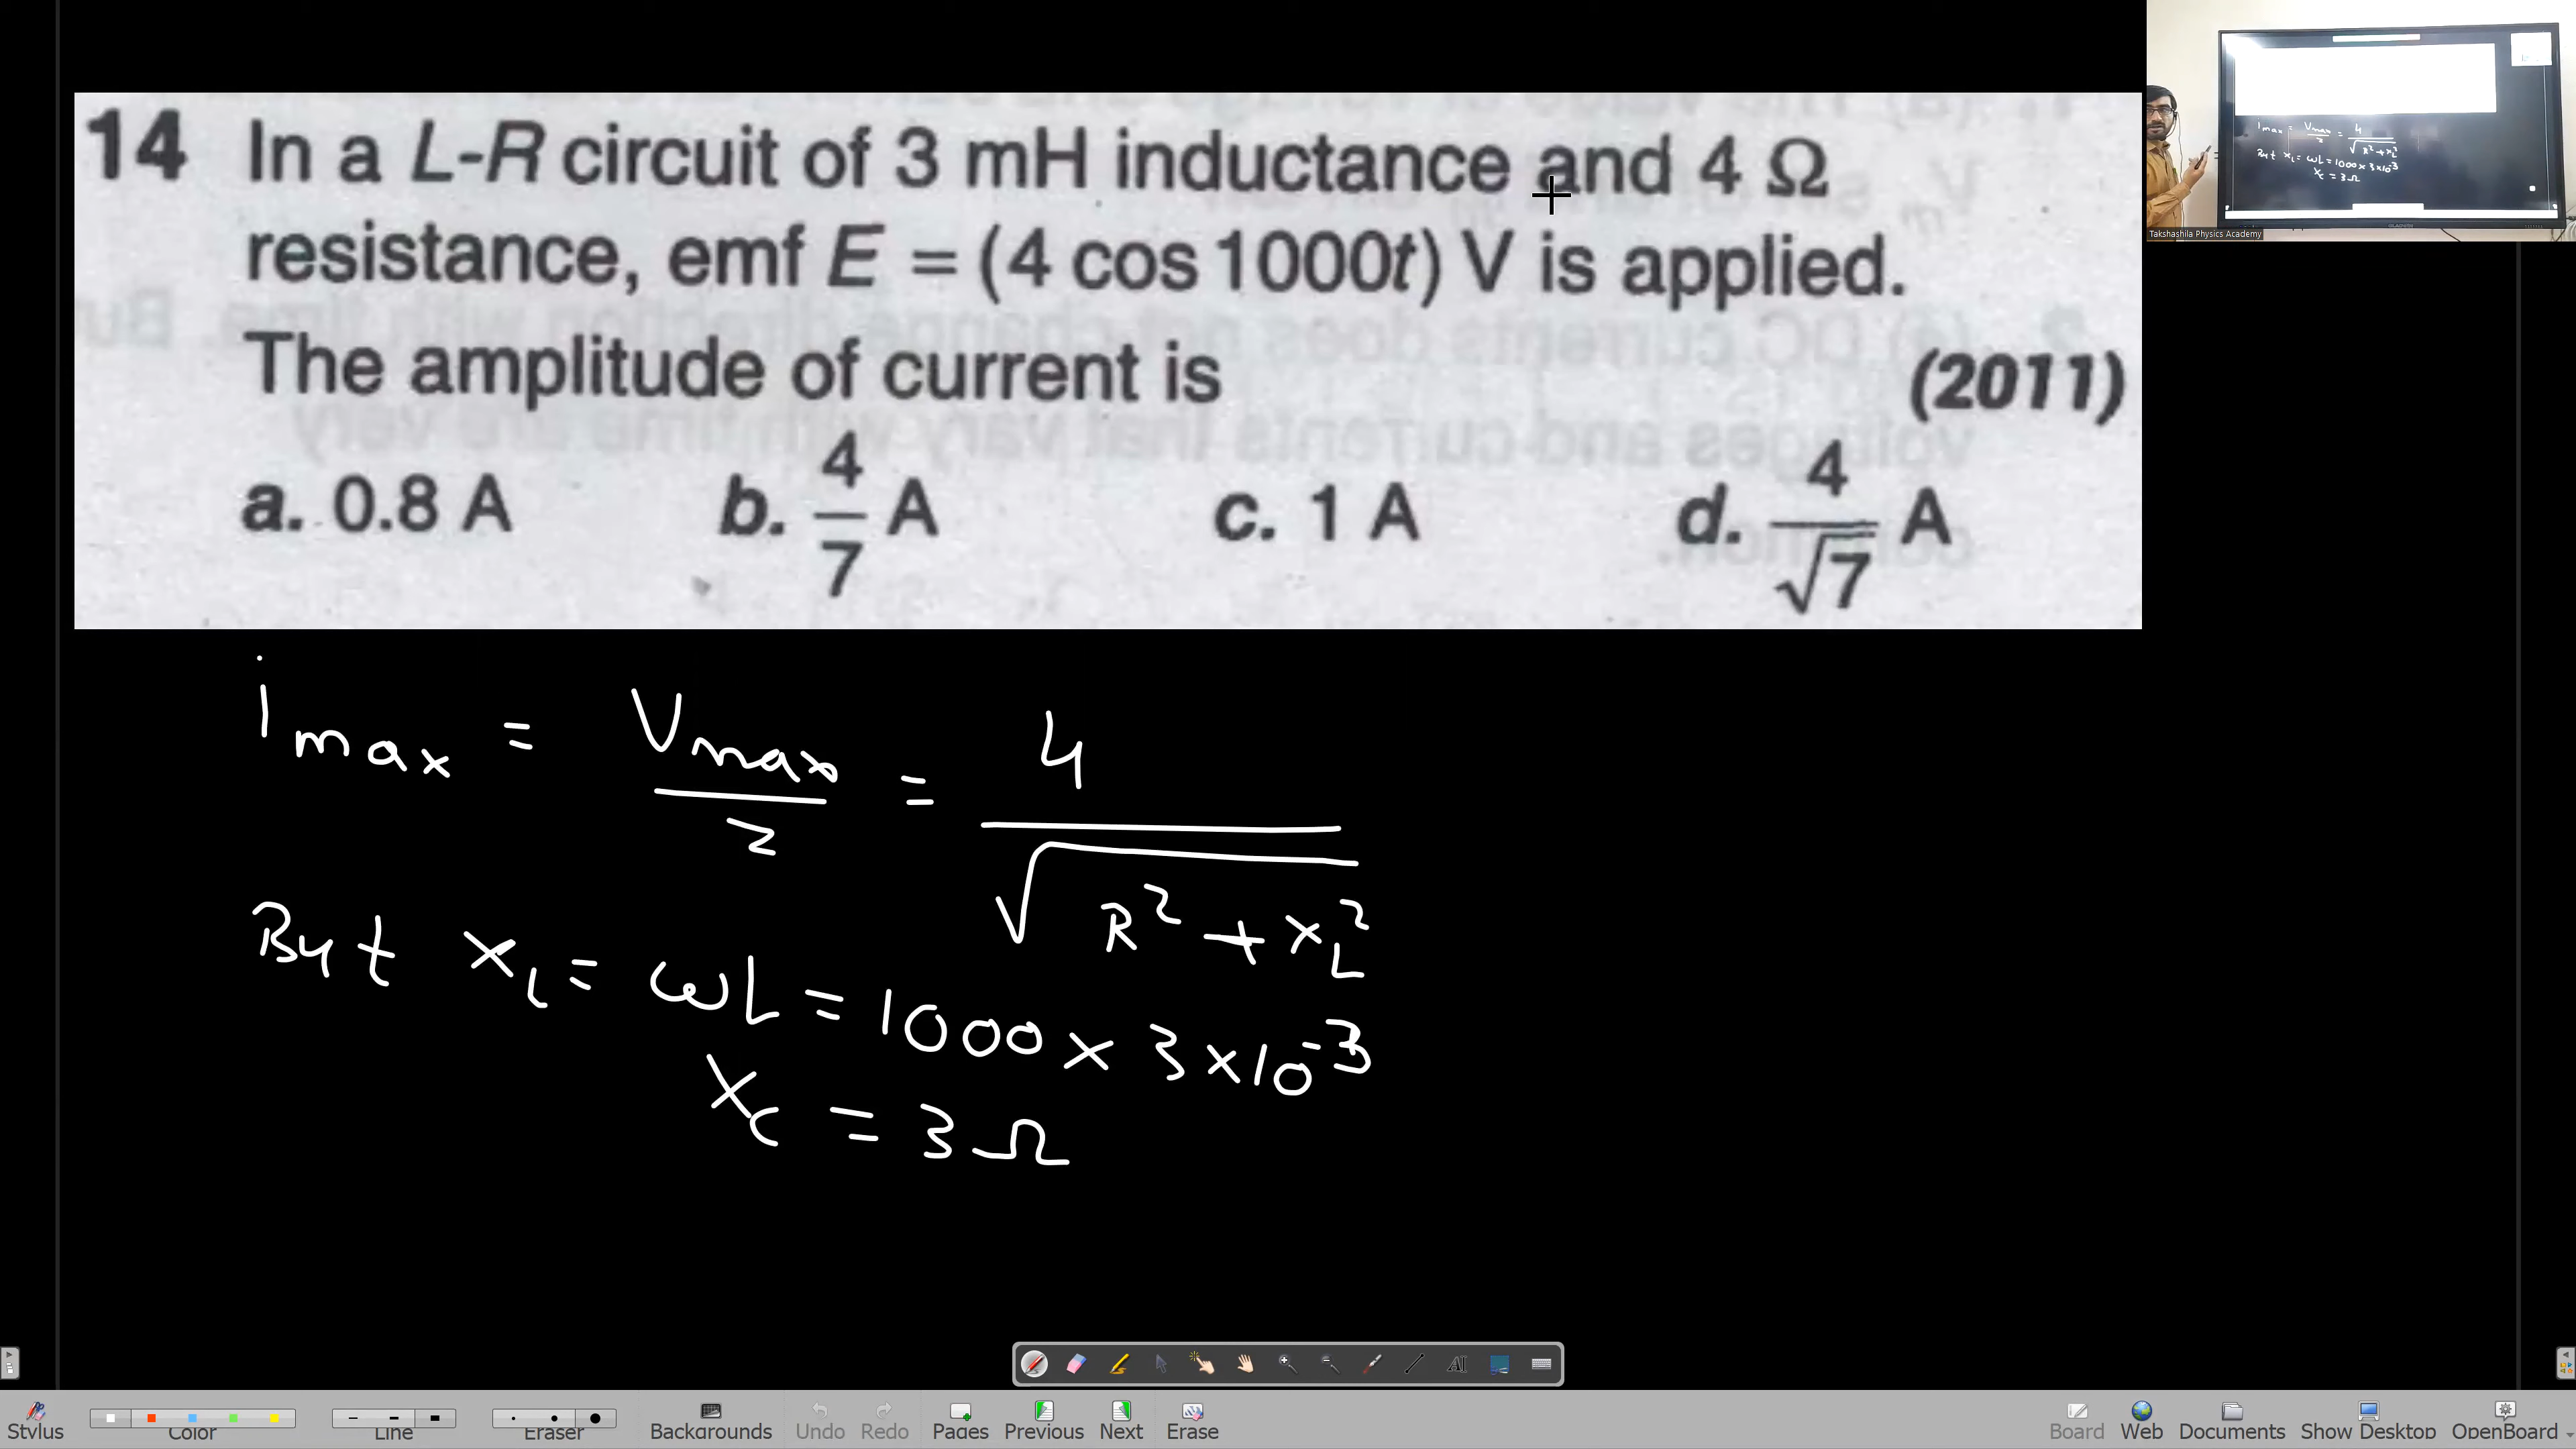 14 In a L-R circuit of 3 mH inductance and 4 Ω
resistance, emf E = (4 cos 1000t) V is applied.
The amplitude of current is (2011)
a. 0.8 A b. 4/7 A c. 1 A d. 4/√7 A
i max = Vmax/z = 4/√(R² + x_L²)
But x_L = ωL = 1000 × 3 × 10⁻³
X_L = 3 Ω
Takshashila Physics Academy
Stylus Color Line Eraser Backgrounds Undo Redo Pages Previous Next Erase Board Web Documents Show Desktop OpenBoard